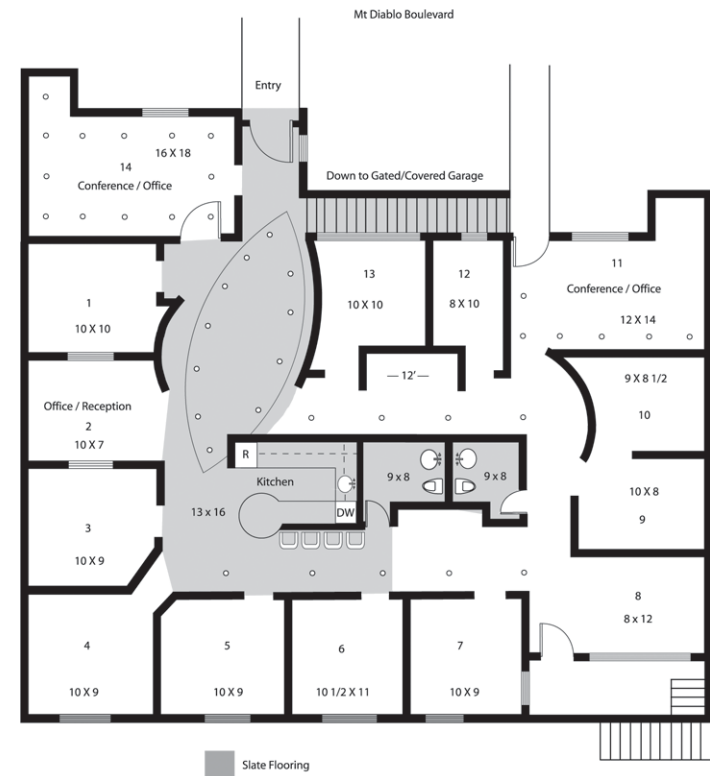 Mt Diablo Boulevard
Entry
16 X 18
14
Conference / Office
Down to Gated/Covered Garage
1
10 X 10
13
10 X 10
12
8 X 10
11
Conference / Office
12 X 14
— 12' —
Office / Reception
2
10 X 7
9 X 8 1/2
10
R
Kitchen
13 x 16
DW
9 x 8
9 x 8
10 X 8
9
3
10 X 9
8
8 x 12
4
10 X 9
5
10 X 9
6
10 1/2 X 11
7
10 X 9
Slate Flooring